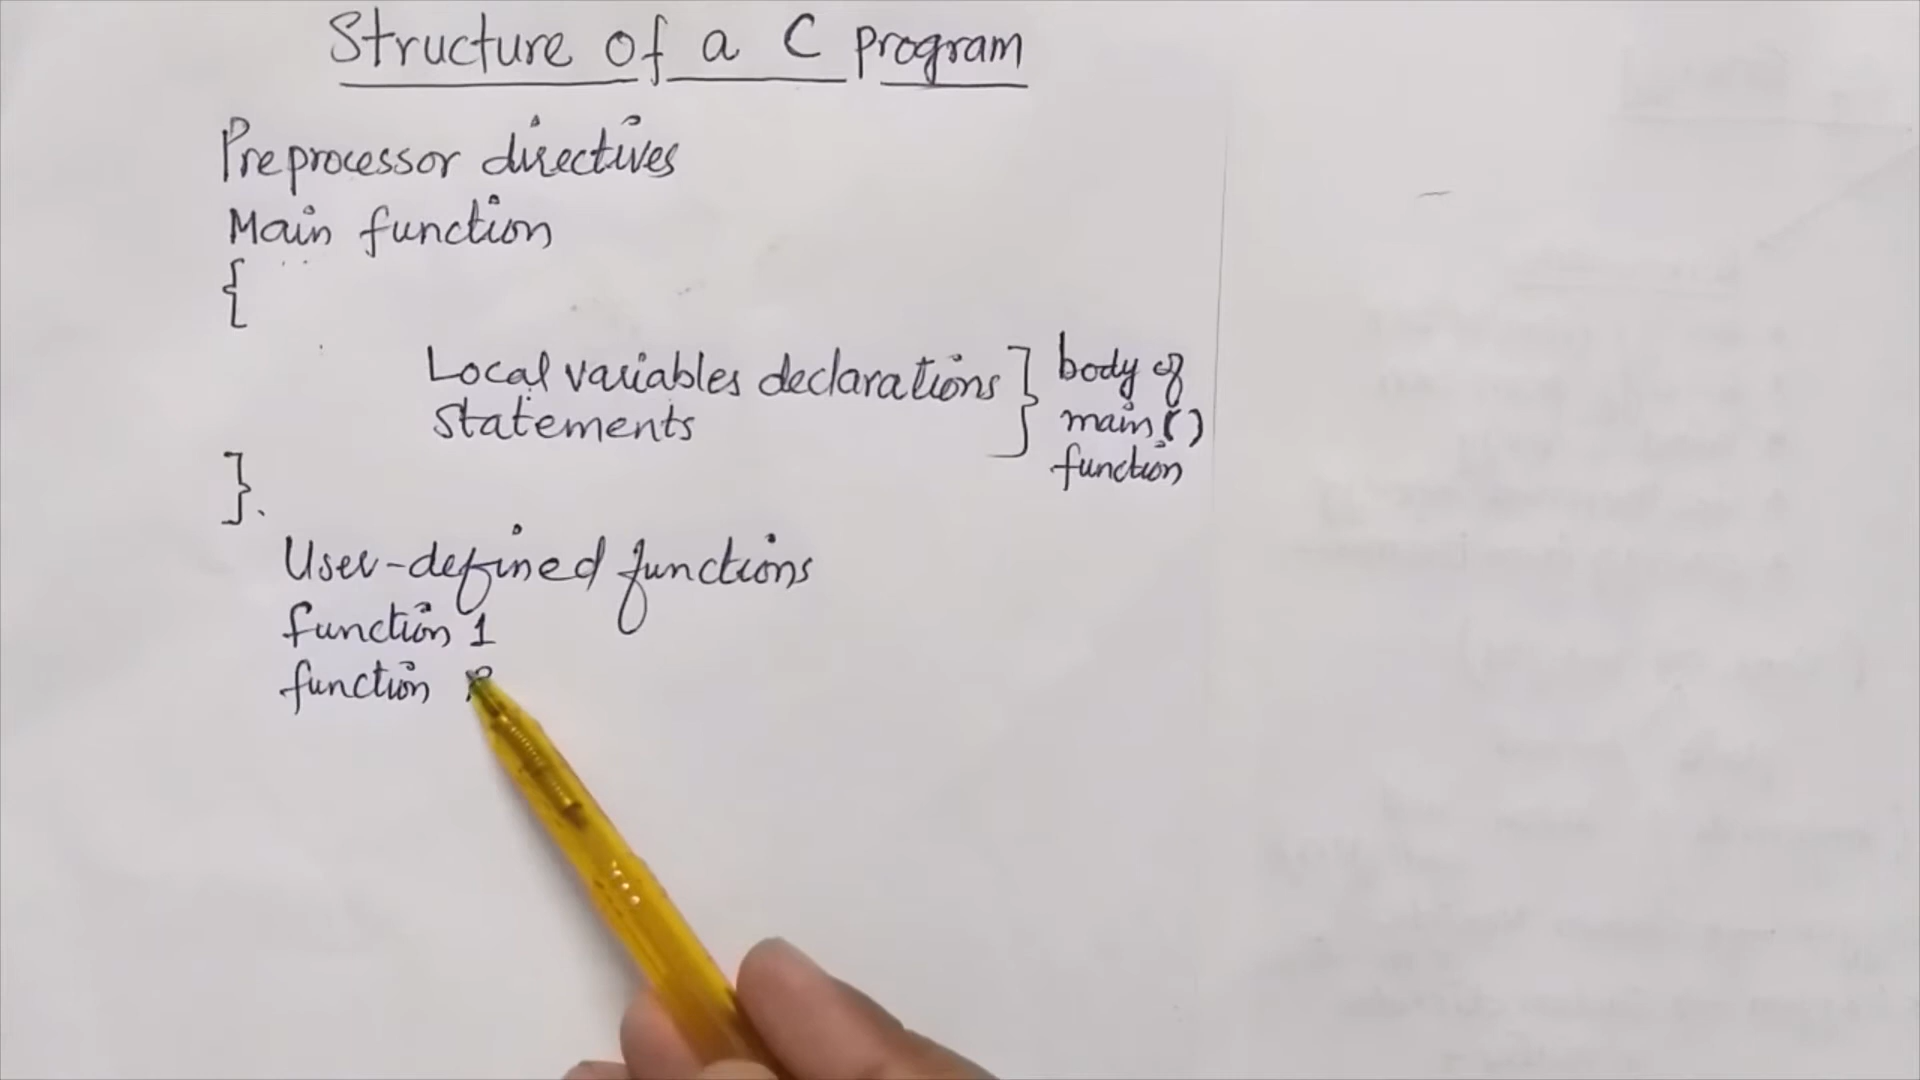 Structure of a C program
Preprocessor directives
Main function
{
Local variables declarations } body of
statements main()
function
}.
User-defined functions
function 1
function